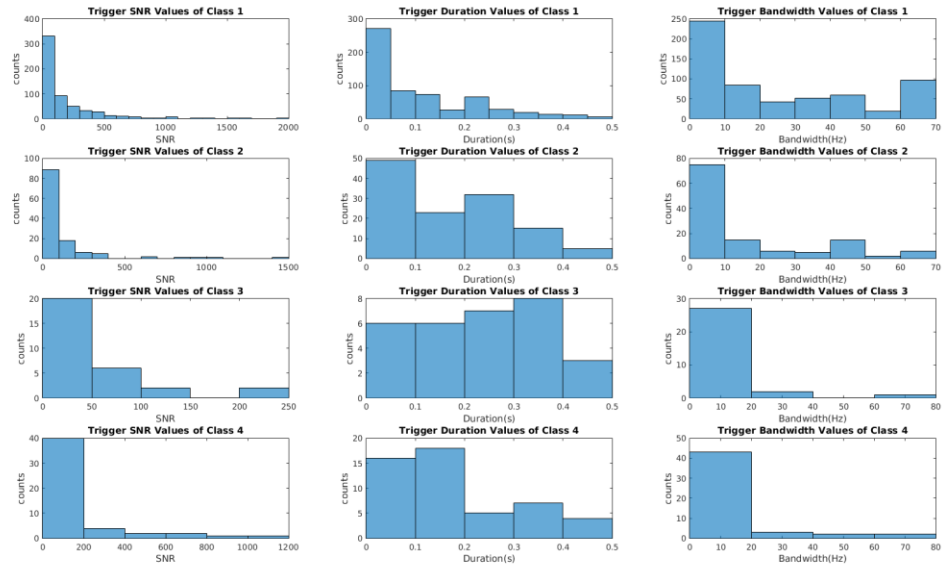 Trigger SNR Values of Class 1
counts
400
200
0
0 500 1000 1500 2000
SNR
Trigger Duration Values of Class 1
counts
300
200
100
0
0 0.1 0.2 0.3 0.4 0.5
Duration(s)
Trigger Bandwidth Values of Class 1
counts
250
200
150
100
50
0
0 10 20 30 40 50 60 70
Bandwidth(Hz)
Trigger SNR Values of Class 2
counts
100
80
60
40
20
0
0 500 1000 1500
SNR
Trigger Duration Values of Class 2
counts
50
40
30
20
10
0
0 0.1 0.2 0.3 0.4 0.5
Duration(s)
Trigger Bandwidth Values of Class 2
counts
80
60
40
20
0
0 10 20 30 40 50 60 70
Bandwidth(Hz)
Trigger SNR Values of Class 3
counts
20
15
10
5
0
0 50 100 150 200 250
SNR
Trigger Duration Values of Class 3
counts
8
6
4
2
0
0 0.1 0.2 0.3 0.4 0.5
Duration(s)
Trigger Bandwidth Values of Class 3
counts
30
20
10
0
0 10 20 30 40 50 60 70 80
Bandwidth(Hz)
Trigger SNR Values of Class 4
counts
40
30
20
10
0
0 200 400 600 800 1000 1200
SNR
Trigger Duration Values of Class 4
counts
20
15
10
5
0
0 0.1 0.2 0.3 0.4 0.5
Duration(s)
Trigger Bandwidth Values of Class 4
counts
50
40
30
20
10
0
0 10 20 30 40 50 60 70 80
Bandwidth(Hz)